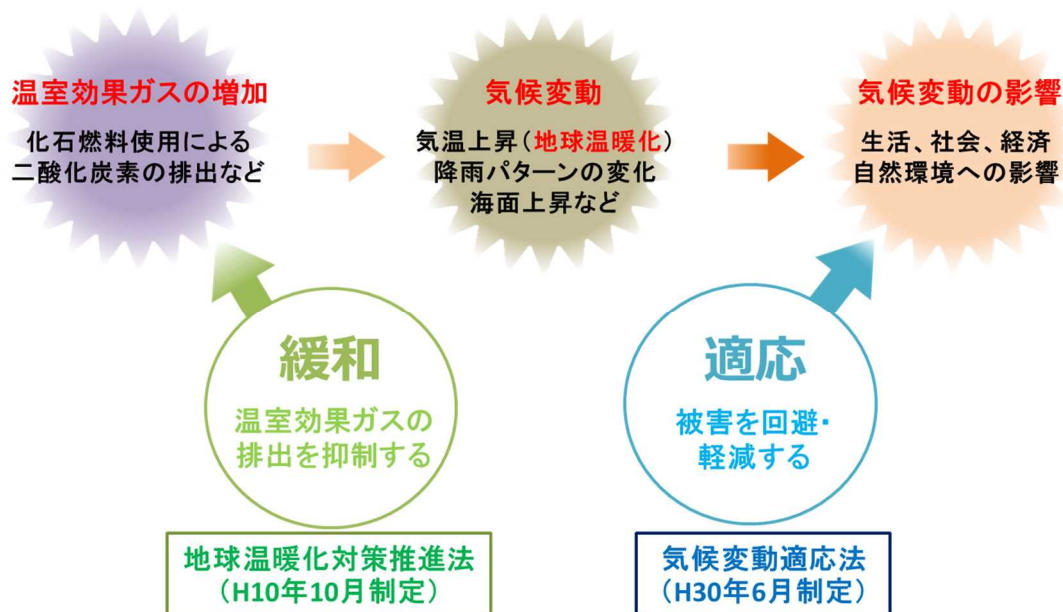 温室効果ガスの増加
化石燃料使用による
二酸化炭素の排出など
気候変動
気温上昇(地球温暖化)
降雨パターンの変化
海面上昇など
気候変動の影響
生活、社会、経済
自然環境への影響
緩和
温室効果ガスの
排出を抑制する
地球温暖化対策推進法
(H10年10月制定)
適応
被害を回避・
軽減する
気候変動適応法
(H30年6月制定)